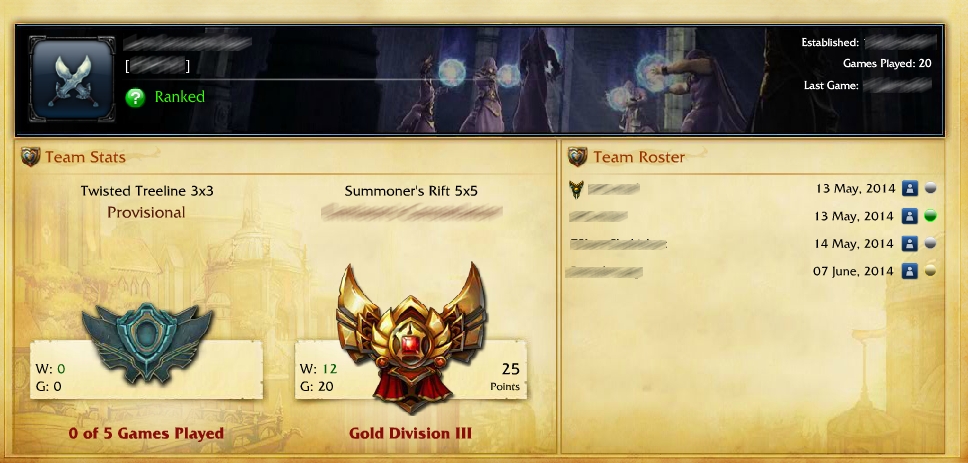 [ ]
? Ranked
Established:
Games Played: 20
Last Game:
Team Stats
Twisted Treeline 3x3
Provisional
W: 0
G: 0
0 of 5 Games Played
Summoner's Rift 5x5
W: 12
G: 20
25
Points
Gold Division III
Team Roster
13 May, 2014
13 May, 2014
14 May, 2014
07 June, 2014